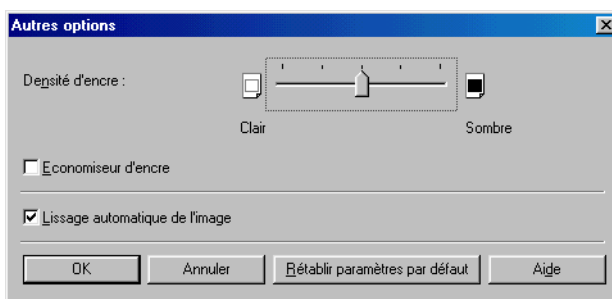 Autres options
Densité d'encre :
Clair Sombre
Economiseur d'encre
Lissage automatique de l'image
OK Annuler Rétablir paramètres par défaut Aide